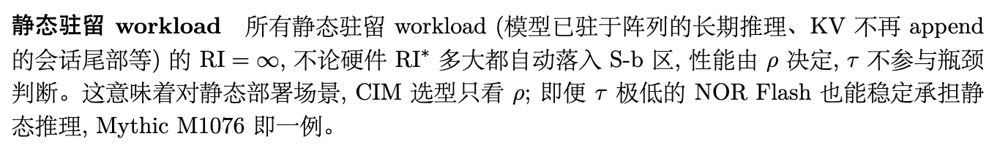 静态驻留 workload 所有静态驻留 workload (模型已驻于阵列的长期推理、KV 不再 append
的会话尾部等) 的 RI = ∞, 不论硬件 RI* 多大都自动落入 S-b 区, 性能由 ρ 决定, τ 不参与瓶颈
判断。这意味着对静态部署场景, CIM 选型只看 ρ; 即便 τ 极低的 NOR Flash 也能稳定承担静
态推理, Mythic M1076 即一例。